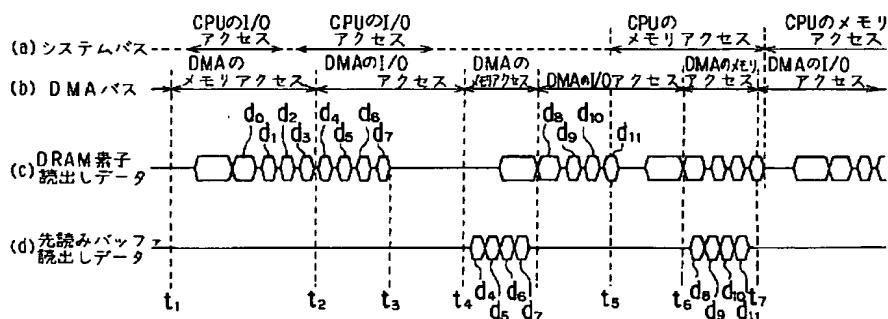 CPUのI/O アクセス
CPUのI/O アクセス
CPUの メモリアクセス
CPUのメモリ アクセス
(a) システムバス
DMAの メモリアクセス
DMAのI/O アクセス
DMAの メモリアクセス
DMAのI/Oアクセス
DMAのメモリ アクセス
DMAのI/O アクセス
(b) DMAバス
d0 d1 d2 d3 d4 d5 d6 d7
d8 d9 d10 d11
(c) DRAM素子 読出しデータ
(d) 先読みバッファ 読出しデータ
d4 d5 d6 d7
d8 d9 d10 d11
t1 t2 t3 t4 t5 t6 t7